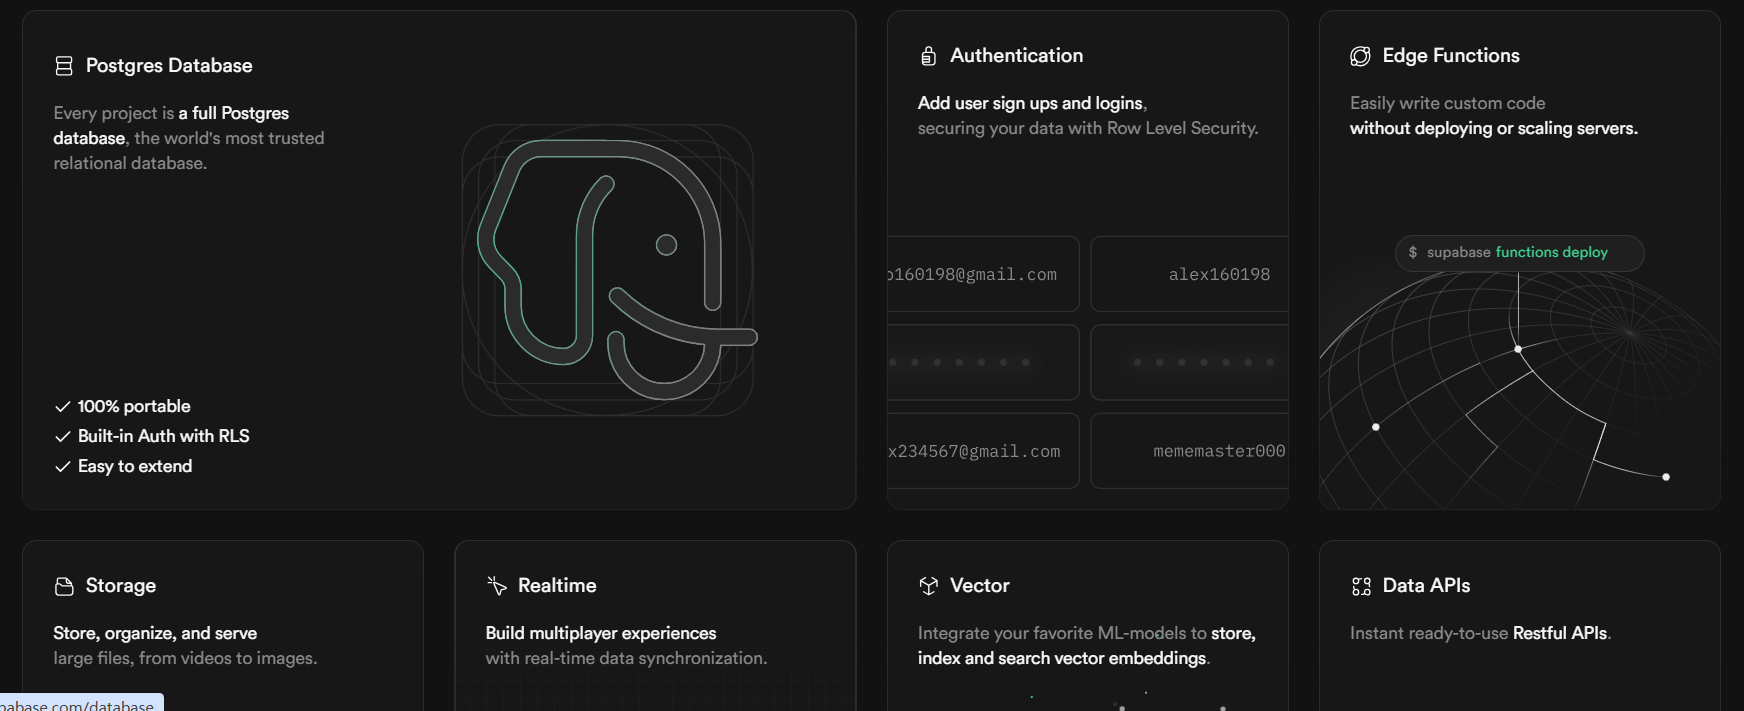 Postgres Database
Every project is a full Postgres
database, the world's most trusted
relational database.
100% portable
Built-in Auth with RLS
Easy to extend
Authentication
Add user sign ups and logins,
securing your data with Row Level Security.
160198@gmail.com
alex160198
x234567@gmail.com
mememaster000
Edge Functions
Easily write custom code
without deploying or scaling servers.
$ supabase functions deploy
Storage
Store, organize, and serve
large files, from videos to images.
Realtime
Build multiplayer experiences
with real-time data synchronization.
Vector
Integrate your favorite ML-models to store,
index and search vector embeddings.
Data APIs
Instant ready-to-use Restful APIs.
pabase.com/database